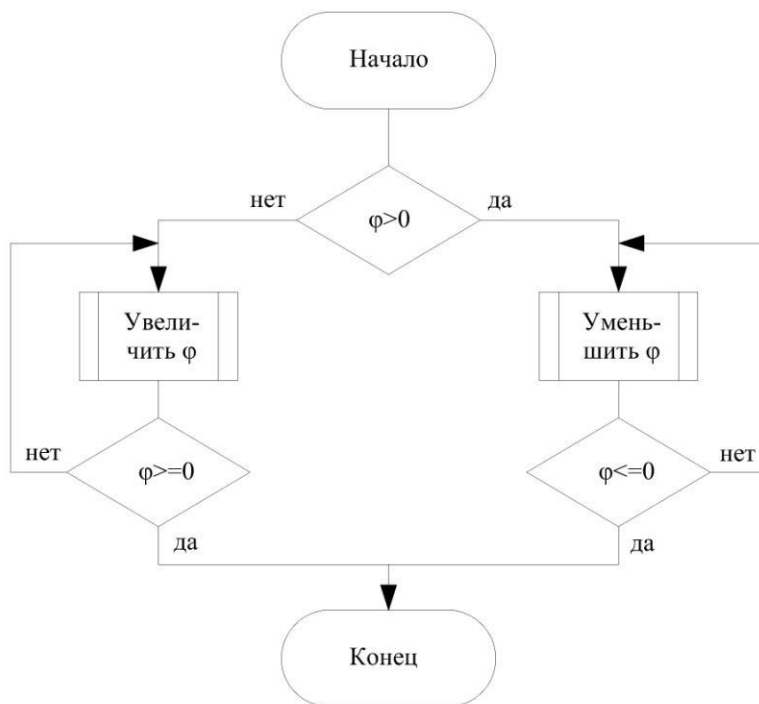 Начало
нет
φ>0
да
Увели-
чить φ
Умень-
шить φ
нет
φ>=0
φ<=0
нет
да
да
Конец